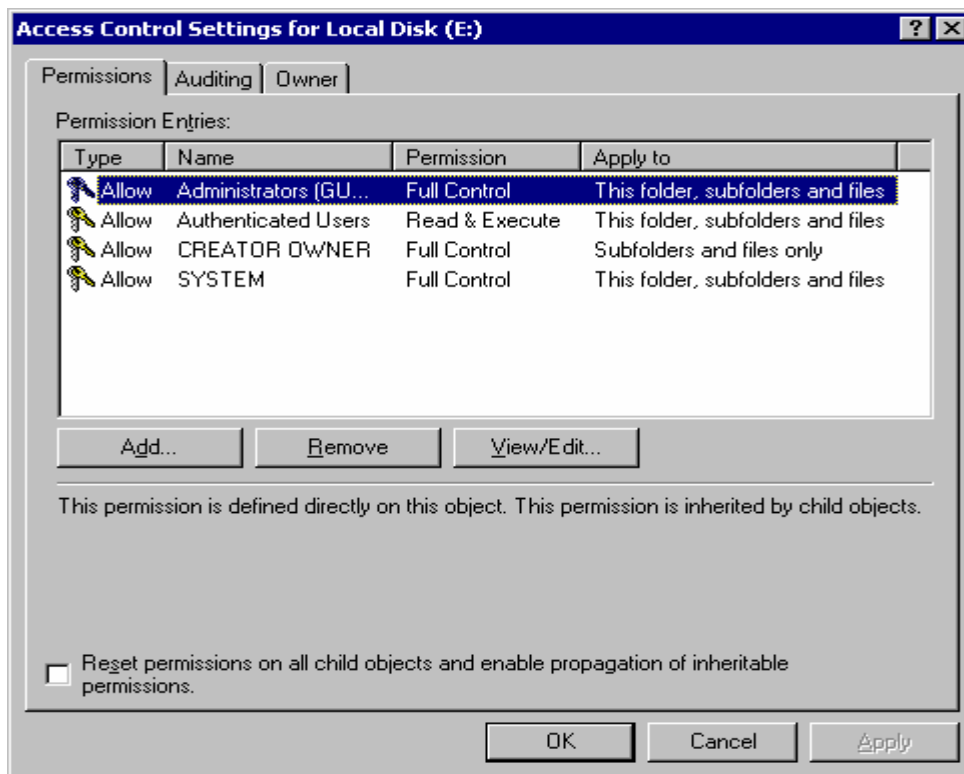 Access Control Settings for Local Disk (E:)
Permissions Auditing Owner
Permission Entries:
Type Name Permission Apply to
Allow Administrators (GU... Full Control This folder, subfolders and files
Allow Authenticated Users Read & Execute This folder, subfolders and files
Allow CREATOR OWNER Full Control Subfolders and files only
Allow SYSTEM Full Control This folder, subfolders and files
Add... Remove View/Edit...
This permission is defined directly on this object. This permission is inherited by child objects.
Reset permissions on all child objects and enable propagation of inheritable
permissions.
OK Cancel Apply